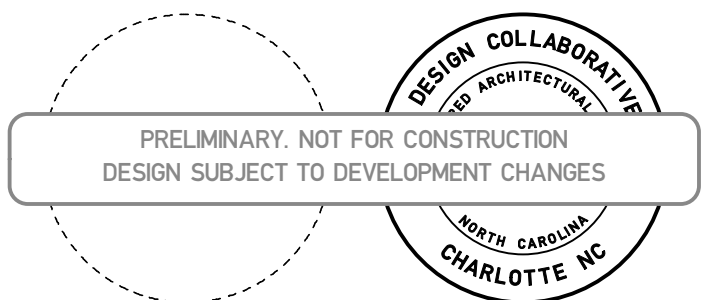 DESIGN COLLABORATIVE
ARCHITECTURAL
PRELIMINARY. NOT FOR CONSTRUCTION
DESIGN SUBJECT TO DEVELOPMENT CHANGES
NORTH CAROLINA
CHARLOTTE NC